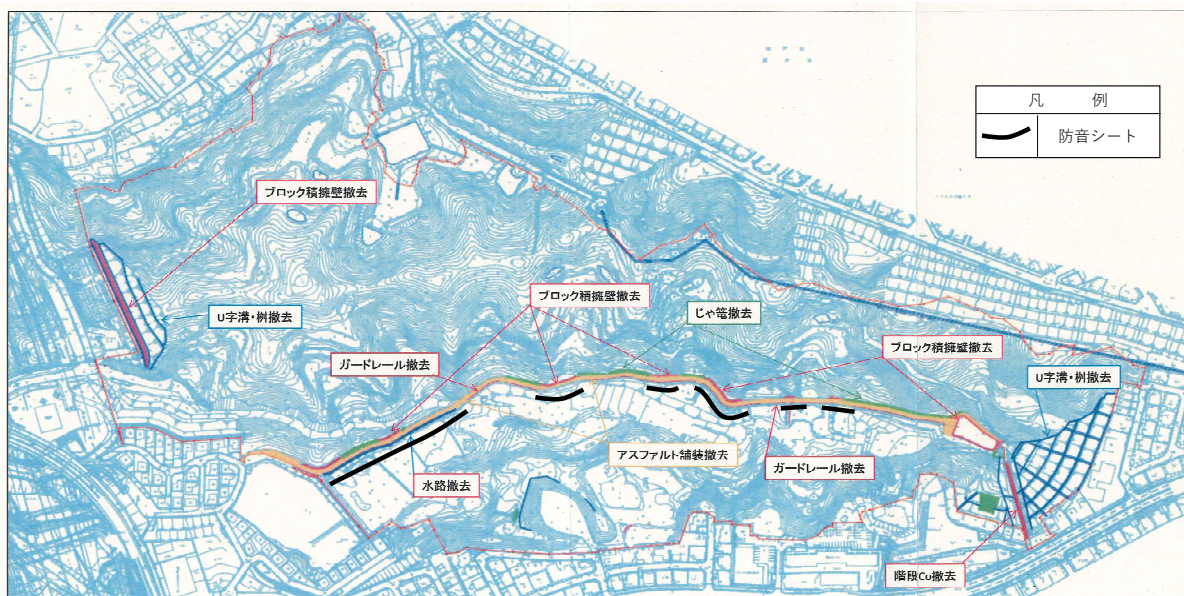 凡 例
防音シート
ブロック積擁壁撤去
U字溝・桝撤去
ブロック積擁壁撤去
じゃ篭撤去
ブロック積擁壁撤去
ガードレール撤去
U字溝・桝撤去
アスファルト舗装撤去
ガードレール撤去
水路撤去
階段Co撤去